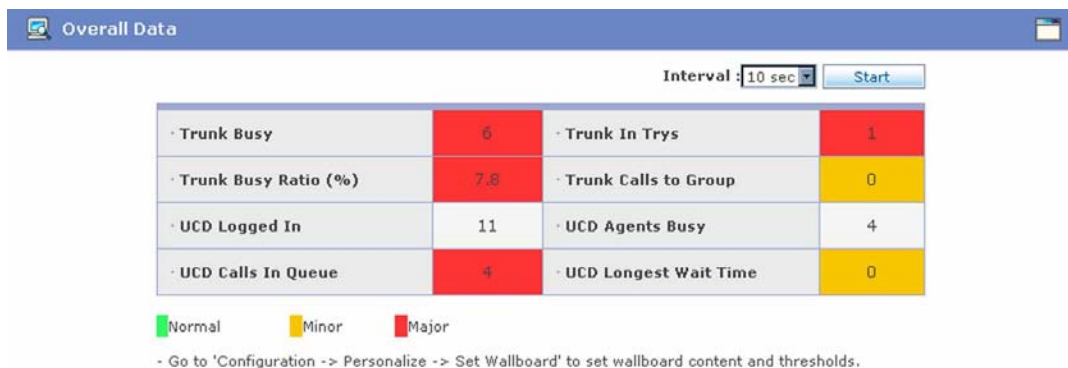 Overall Data
Interval : 10 sec Start
· Trunk Busy 6 · Trunk In Trys 1
· Trunk Busy Ratio (%) 7.8 · Trunk Calls to Group 0
· UCD Logged In 11 · UCD Agents Busy 4
· UCD Calls In Queue 4 · UCD Longest Wait Time 0
Normal Minor Major
- Go to 'Configuration -> Personalize -> Set Wallboard' to set wallboard content and thresholds.